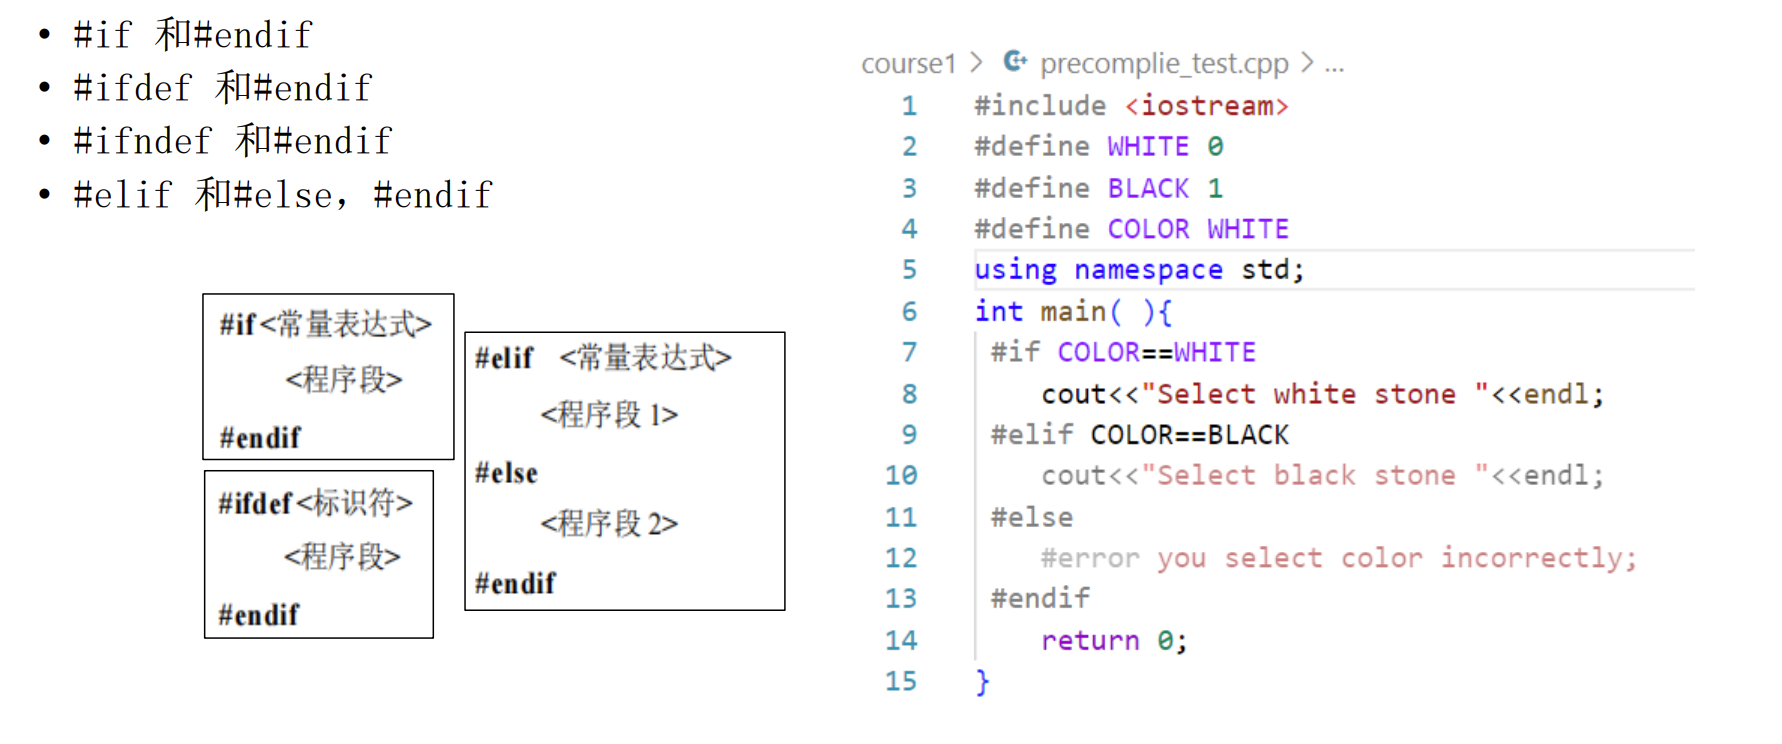 • #if 和#endif
• #ifdef 和#endif
• #ifndef 和#endif
• #elif 和#else，#endif
#if<常量表达式>
<程序段>
#endif
#ifdef<标识符>
<程序段>
#endif
#elif <常量表达式>
<程序段 1>
#else
<程序段 2>
#endif
course1 > precomplie_test.cpp > ...
1 #include <iostream>
2 #define WHITE 0
3 #define BLACK 1
4 #define COLOR WHITE
5 using namespace std;
6 int main( ){
7 #if COLOR==WHITE
8 cout<<"Select white stone "<<endl;
9 #elif COLOR==BLACK
10 cout<<"Select black stone "<<endl;
11 #else
12 #error you select color incorrectly;
13 #endif
14 return 0;
15 }